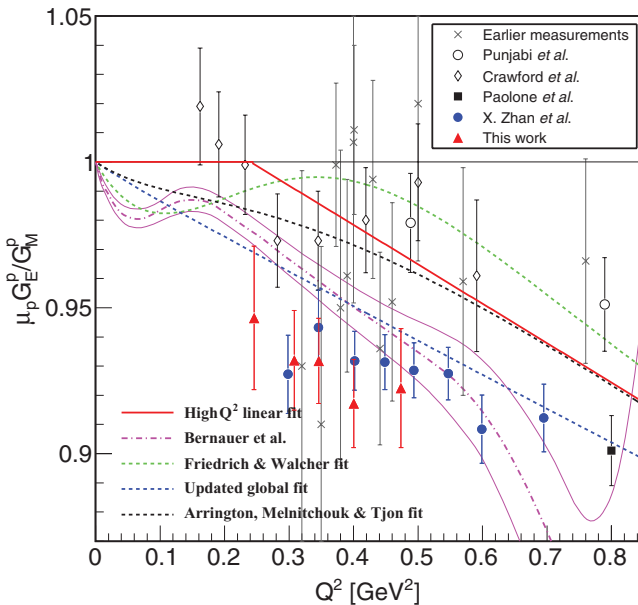 1.05
1
0.95
0.9
μpG^p_E/G^p_M
Earlier measurements
Punjabi et al.
Crawford et al.
Paolone et al.
X. Zhan et al.
This work
High Q² linear fit
Bernauer et al.
Friedrich & Walcher fit
Updated global fit
Arrington, Melnitchouk & Tjon fit
0 0.1 0.2 0.3 0.4 0.5 0.6 0.7 0.8
Q² [GeV²]